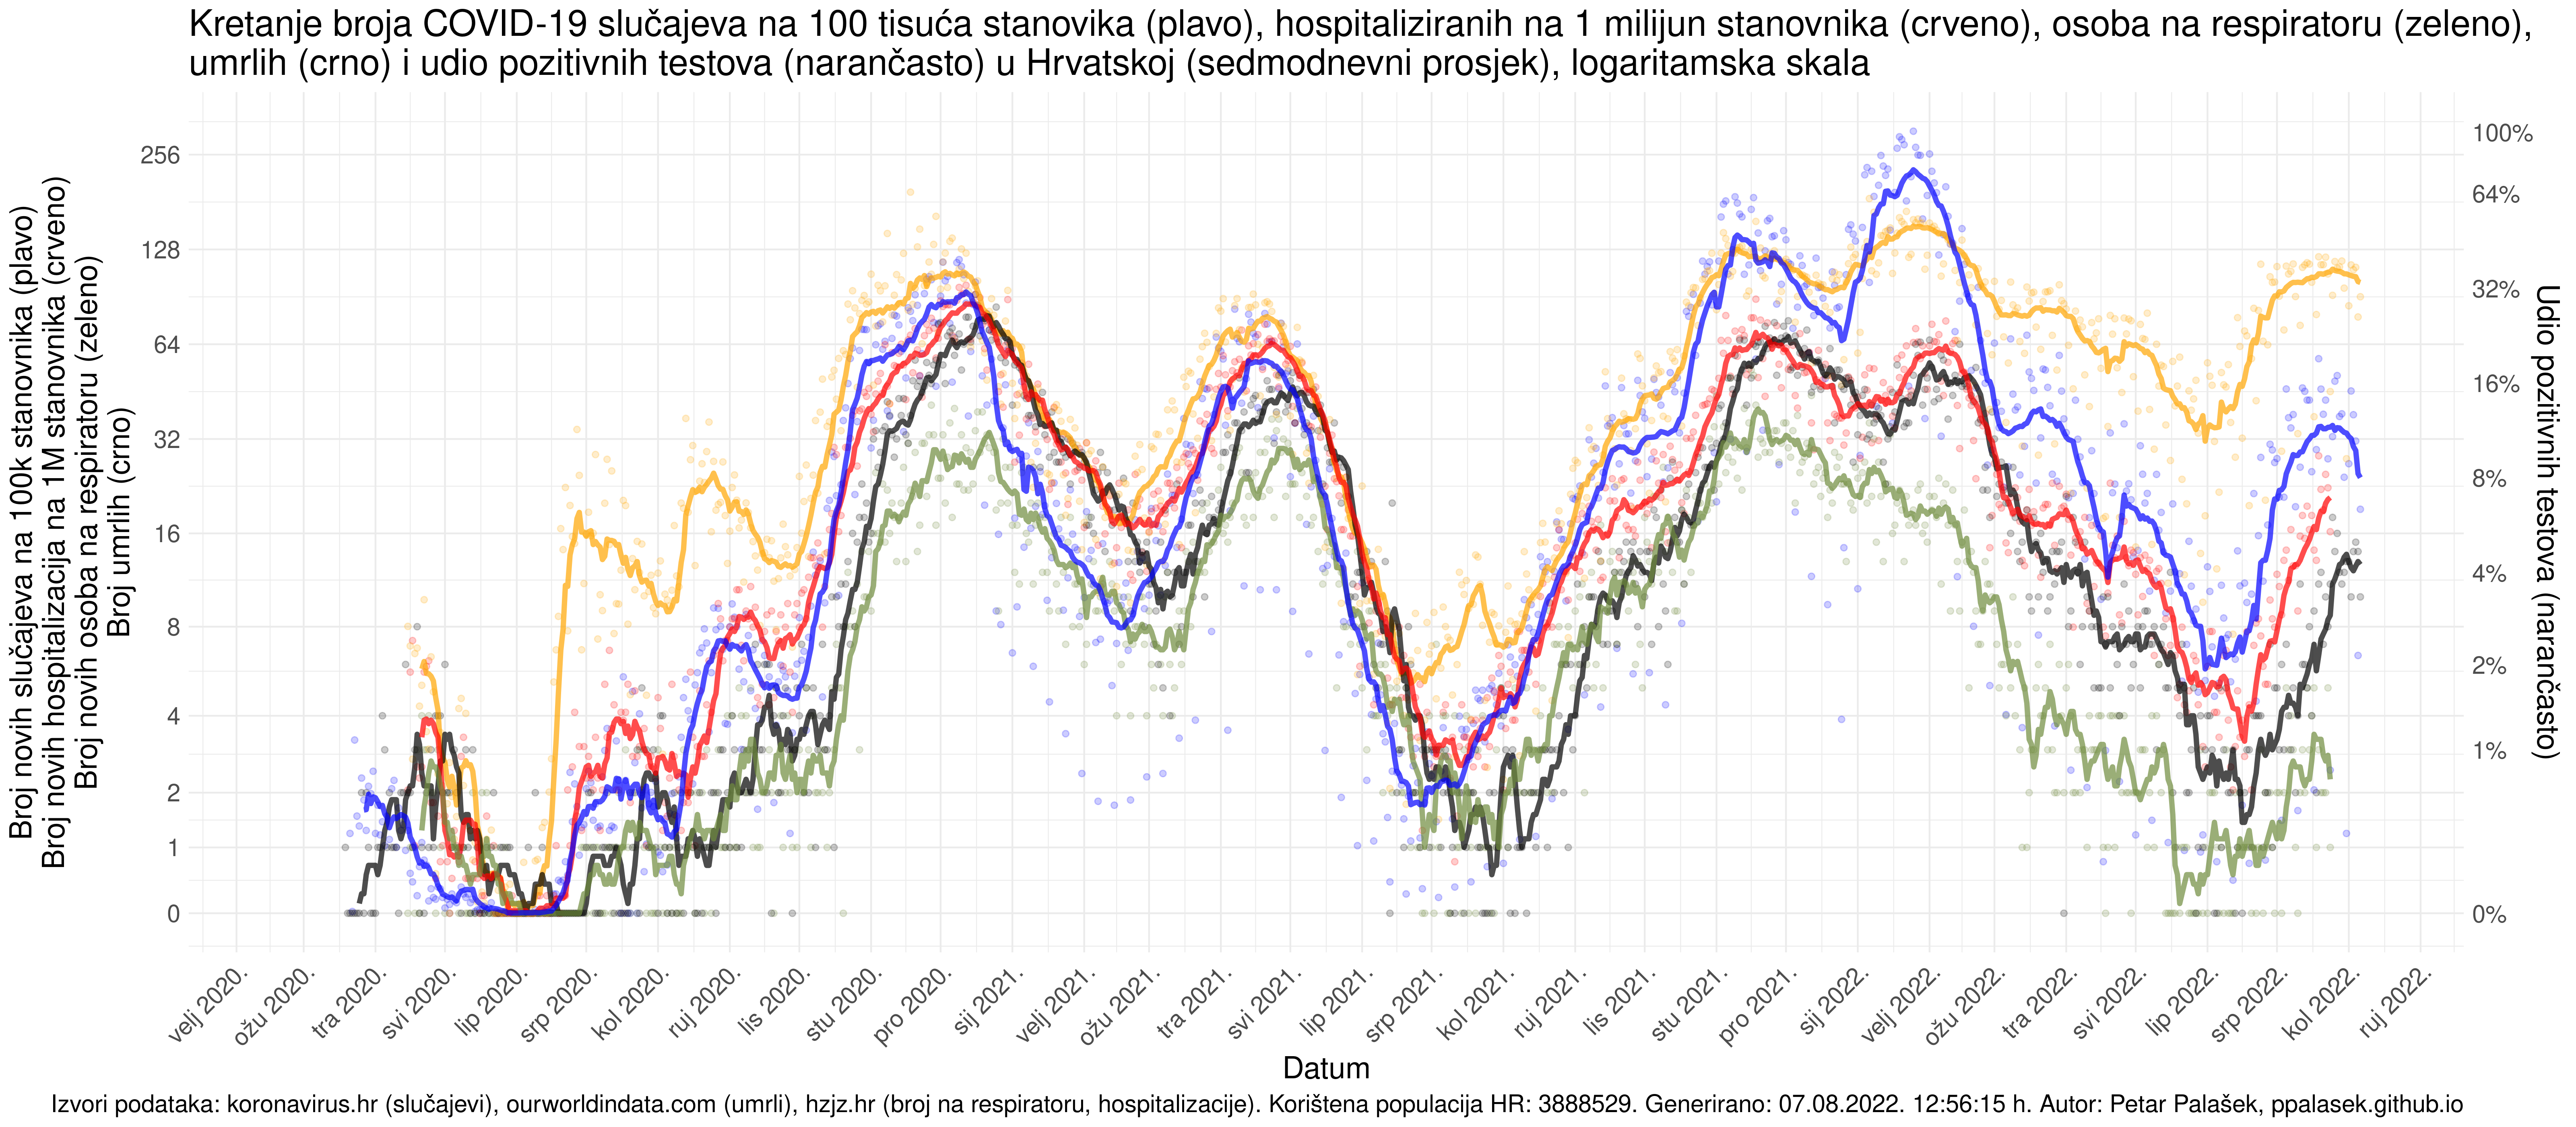 Kretanje broja COVID-19 slučajeva na 100 tisuća stanovika (plavo), hospitaliziranih na 1 milijun stanovnika (crveno), osoba na respiratoru (zeleno),
umrlih (crno) i udio pozitivnih testova (narančasto) u Hrvatskoj (sedmodnevni prosjek), logaritamska skala
Broj novih slučajeva na 100k stanovnika (plavo)
Broj novih hospitalizacija na 1M stanovnika (crveno)
Broj novih osoba na respiratoru (zeleno)
Broj umrlih (crno)
256
128
64
32
16
8
4
2
1
0
100%
64%
32%
16%
8%
4%
2%
1%
0%
Udio pozitivnih testova (narančasto)
velj 2020.
ožu 2020.
tra 2020.
svi 2020.
lip 2020.
srp 2020.
kol 2020.
ruj 2020.
lis 2020.
stu 2020.
pro 2020.
sij 2021.
velj 2021.
ožu 2021.
tra 2021.
svi 2021.
lip 2021.
srp 2021.
kol 2021.
ruj 2021.
lis 2021.
stu 2021.
pro 2021.
sij 2022.
velj 2022.
ožu 2022.
tra 2022.
svi 2022.
lip 2022.
srp 2022.
kol 2022.
ruj 2022.
Datum
Izvori podataka: koronavirus.hr (slučajevi), ourworldindata.com (umrli), hzjz.hr (broj na respiratoru, hospitalizacije). Korištena populacija HR: 3888529. Generirano: 07.08.2022. 12:56:15 h. Autor: Petar Palašek, ppalasek.github.io